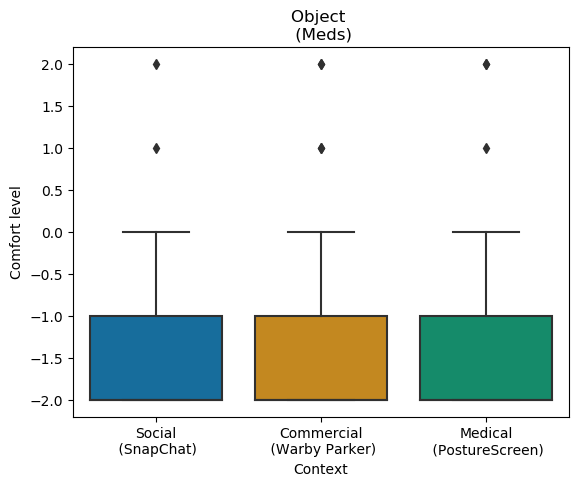 Object
(Meds)
Comfort level
2.0
1.5
1.0
0.5
0.0
−0.5
−1.0
−1.5
−2.0
Social
(SnapChat)
Commercial
(Warby Parker)
Medical
(PostureScreen)
Context